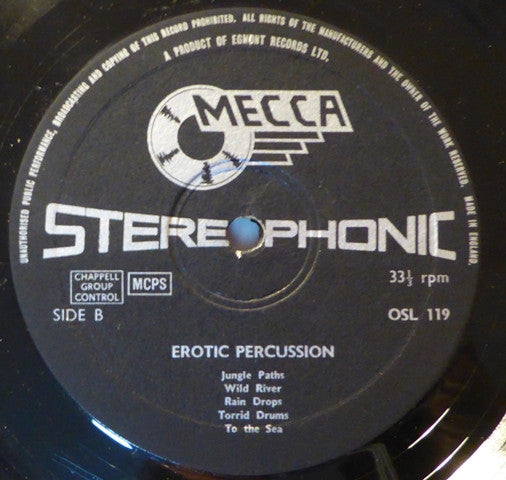 UNAUTHORISED PUBLIC PERFORMANCE, BROADCASTING AND COPYING OF THIS RECORD PROHIBITED. ALL RIGHTS OF THE MANUFACTURERS AND THE OWNER OF THE WORK RESERVED. MADE IN ENGLAND.
A PRODUCT OF EGMONT RECORDS LTD.
MECCA
STEREOPHONIC
CHAPPELL
GROUP
CONTROL
MCPS
33⅓ rpm
SIDE B
OSL 119
EROTIC PERCUSSION
Jungle Paths
Wild River
Rain Drops
Torrid Drums
To the Sea